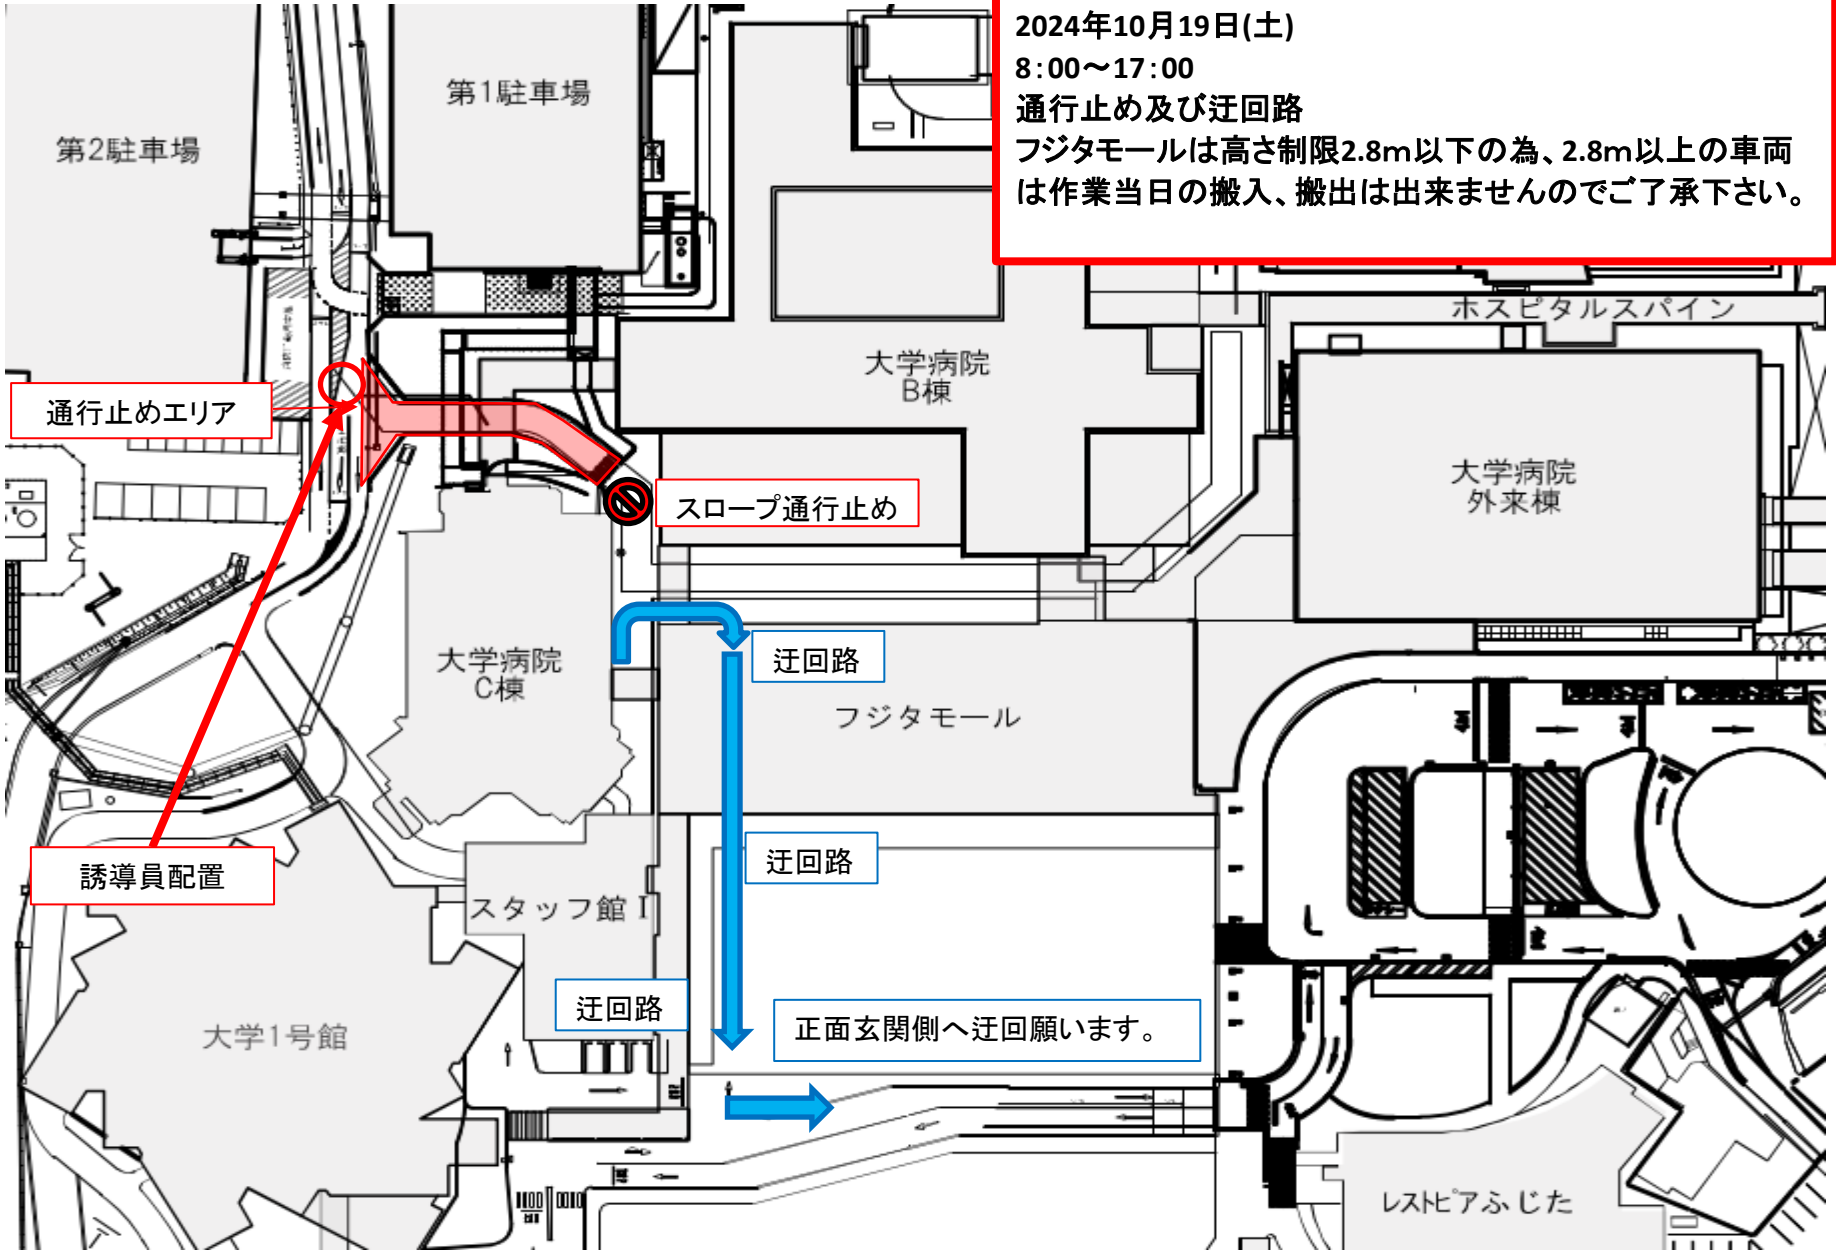 2024年10月19日(土)
8:00～17:00
通行止め及び迂回路
フジタモールは高さ制限2.8m以下の為、2.8m以上の車両
は作業当日の搬入、搬出は出来ませんのでご了承下さい。
第1駐車場
第2駐車場
ホスピタルスパイン
大学病院
B棟
通行止めエリア
大学病院
外来棟
スロープ通行止め
大学病院
C棟
迂回路
フジタモール
迂回路
誘導員配置
スタッフ館Ⅰ
迂回路
正面玄関側へ迂回願います。
大学1号館
レストピアふじた